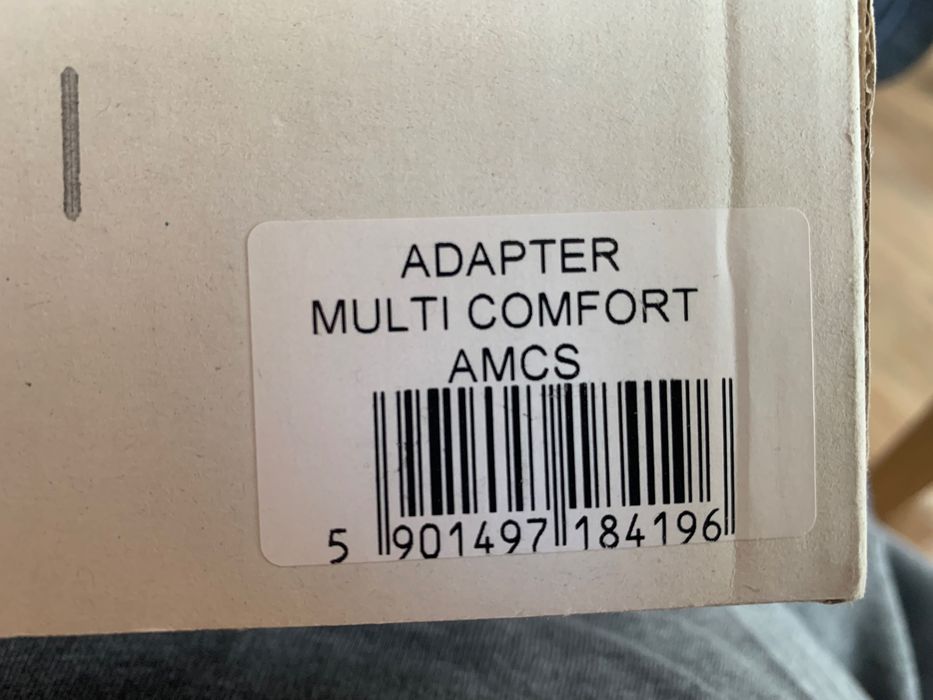 ADAPTER
MULTI COMFORT
AMCS
5 901497 184196